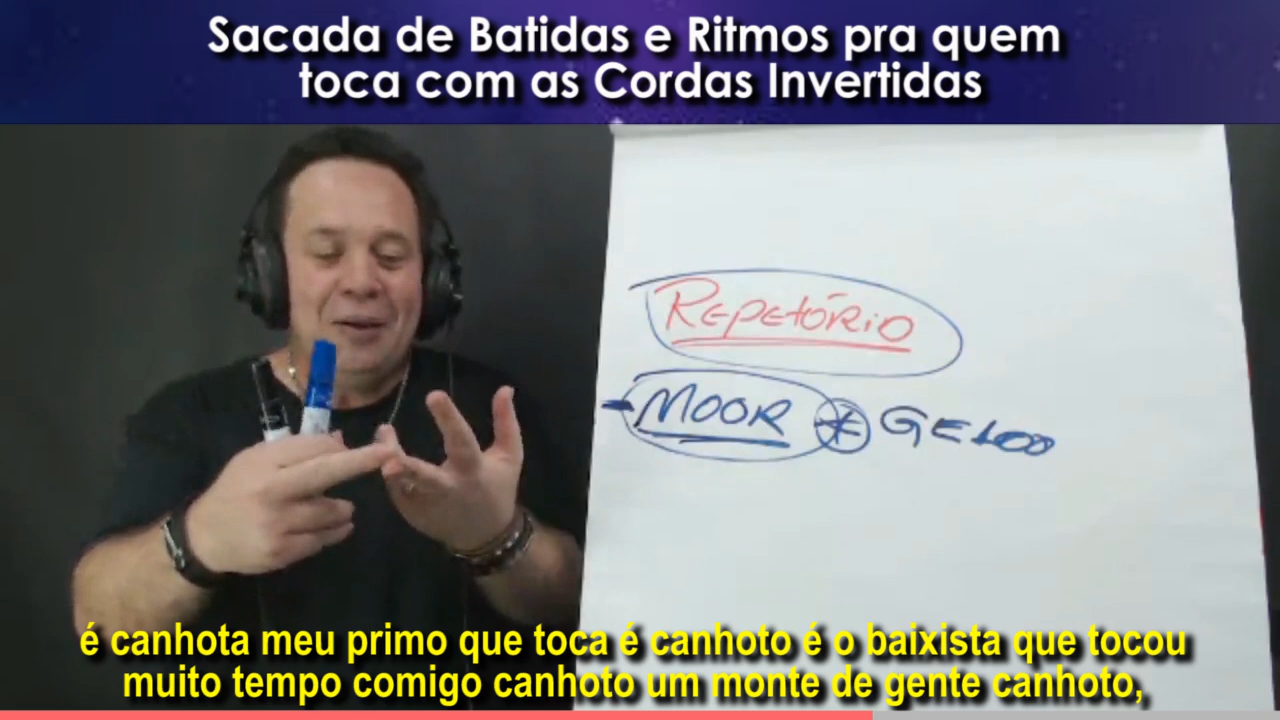 Sacada de Batidas e Ritmos pra quem
toca com as Cordas Invertidas
REPETÓRIO
-MOOR * GELOO
é canhota meu primo que toca é canhoto é o baixista que tocou
muito tempo comigo canhoto um monte de gente canhoto,